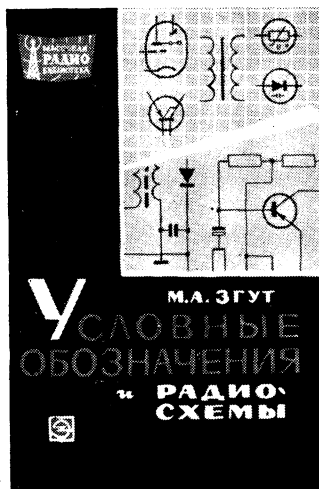 МАССОВАЯ
РАДИО
БИБЛИОТЕКА
М.А. ЗГУТ
УСЛОВНЫЕ
ОБОЗНАЧЕНИЯ
и РАДИО-
СХЕМЫ